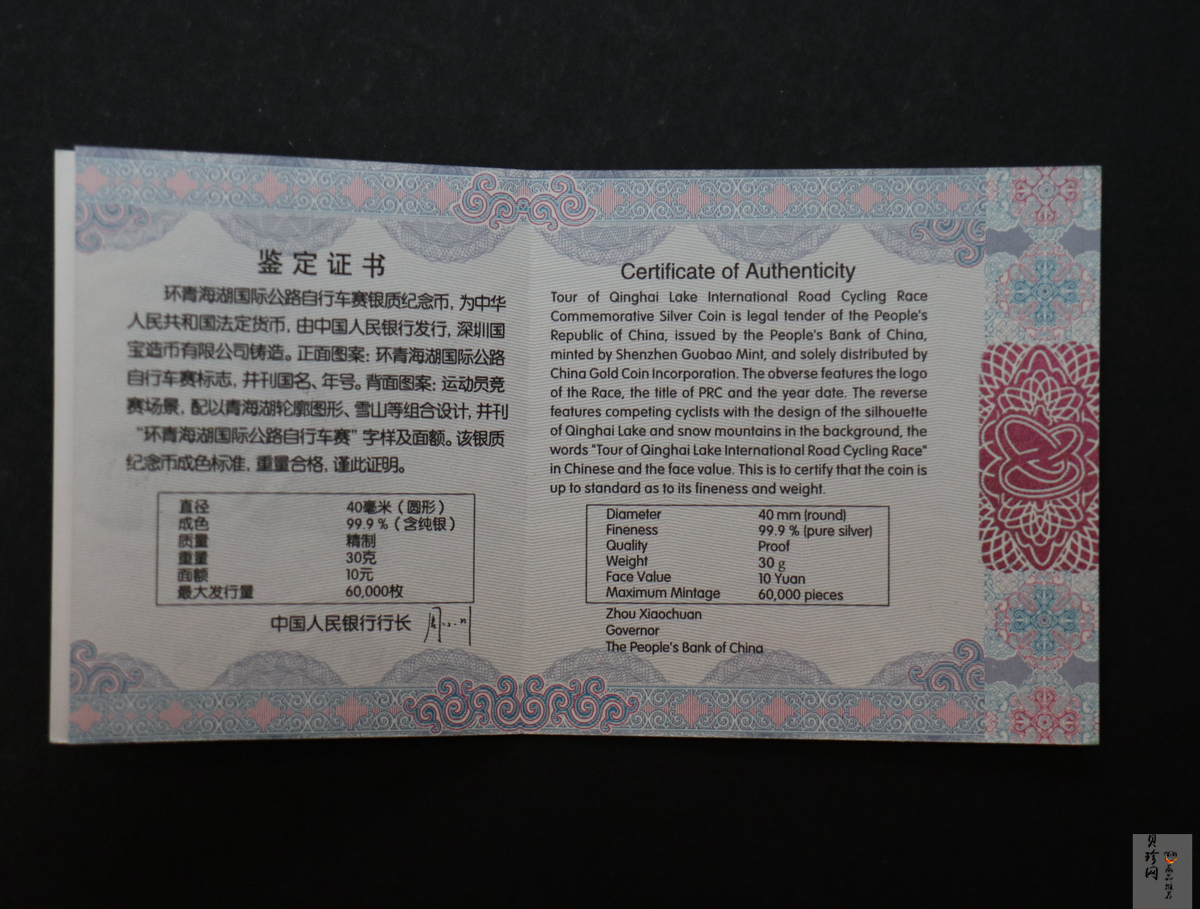 鉴定证书
环青海湖国际公路自行车赛银质纪念币，为中华
人民共和国法定货币，由中国人民银行发行，深圳国
宝造币有限公司铸造。正面图案：环青海湖国际公路
自行车赛标志，并刊国名、年号。背面图案：运动员竞
赛场景，配以青海湖轮廓图形、雪山等组合设计，并刊
“环青海湖国际公路自行车赛”字样及面额。该银质
纪念币成色标准，重量合格，谨此证明。
直径 40毫米（圆形）
成色 99.9％（含纯银）
质量 精制
重量 30克
面额 10元
最大发行量 60,000枚
中国人民银行行长
Certificate of Authenticity
Tour of Qinghai Lake International Road Cycling Race
Commemorative Silver Coin is legal tender of the People's
Republic of China, issued by the People's Bank of China,
minted by Shenzhen Guobao Mint, and solely distributed by
China Gold Coin Incorporation. The obverse features the logo
of the Race, the title of PRC and the year date. The reverse
features competing cyclists with the design of the silhouette
of Qinghai Lake and snow mountains in the background, the
words "Tour of Qinghai Lake International Road Cycling Race"
in Chinese and the face value. This is to certify that the coin is
up to standard as to its fineness and weight.
Diameter 40 mm (round)
Fineness 99.9 % (pure silver)
Quality Proof
Weight 30 g
Face Value 10 Yuan
Maximum Mintage 60,000 pieces
Zhou Xiaochuan
Governor
The People's Bank of China
贝珍网